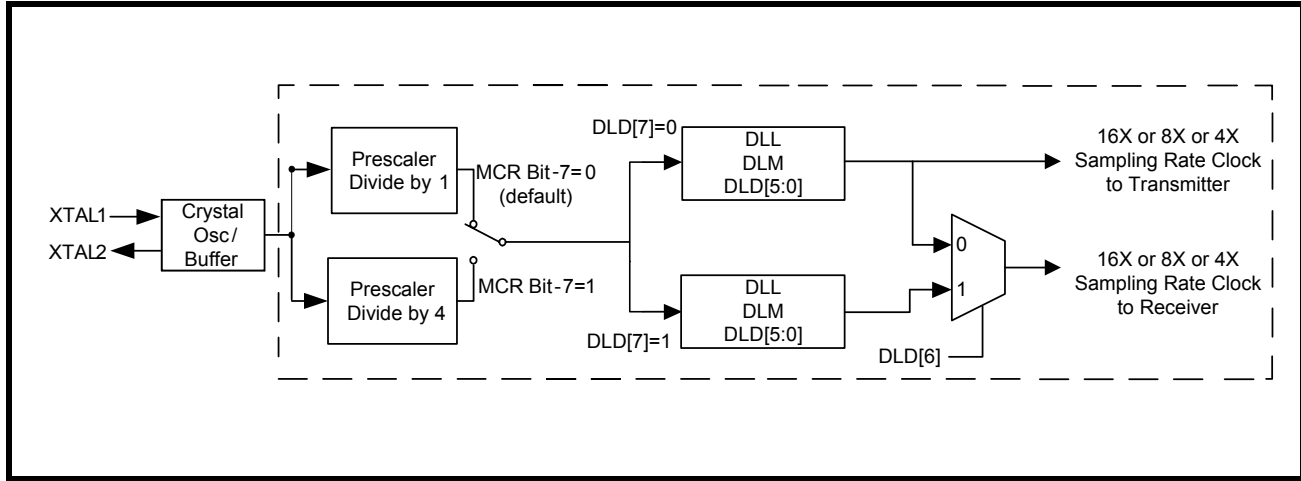 DLD[7]=0
DLL
DLM
DLD[5:0]
16X or 8X or 4X
Sampling Rate Clock
to Transmitter
Prescaler
Divide by 1
MCR Bit-7=0
(default)
XTAL1
XTAL2
Crystal
Osc/
Buffer
0
1
Prescaler
Divide by 4
MCR Bit-7=1
DLD[7]=1
DLL
DLM
DLD[5:0]
16X or 8X or 4X
Sampling Rate Clock
to Receiver
DLD[6]